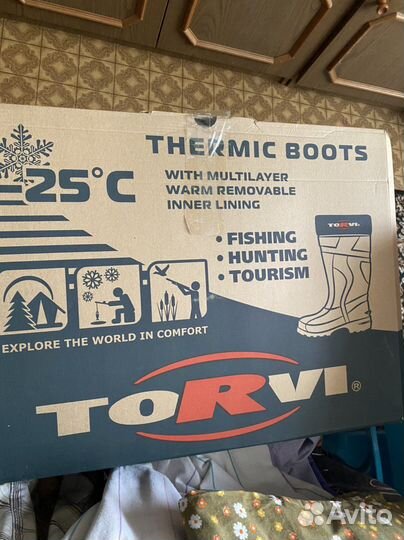 THERMIC BOOTS
-25°C
WITH MULTILAYER
WARM REMOVABLE
INNER LINING
• FISHING
• HUNTING
• TOURISM
TORVI
EXPLORE THE WORLD IN COMFORT
TORVI®
Avito